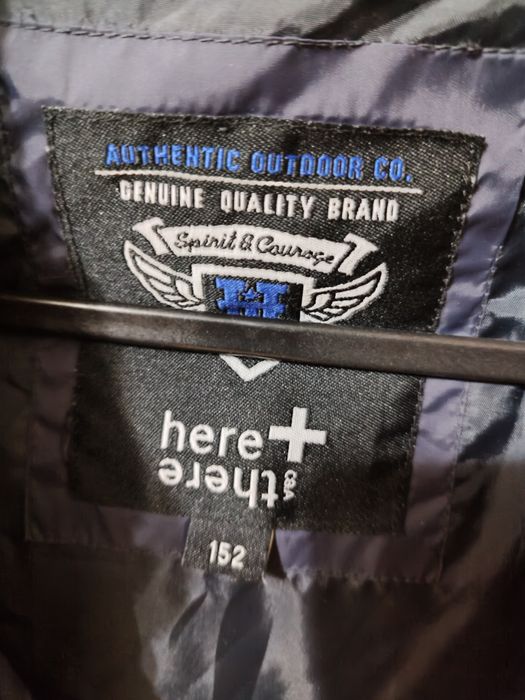 AUTHENTIC OUTDOOR CO.
GENUINE QUALITY BRAND
Spirit & Courage
H
here+
there
C&A
152